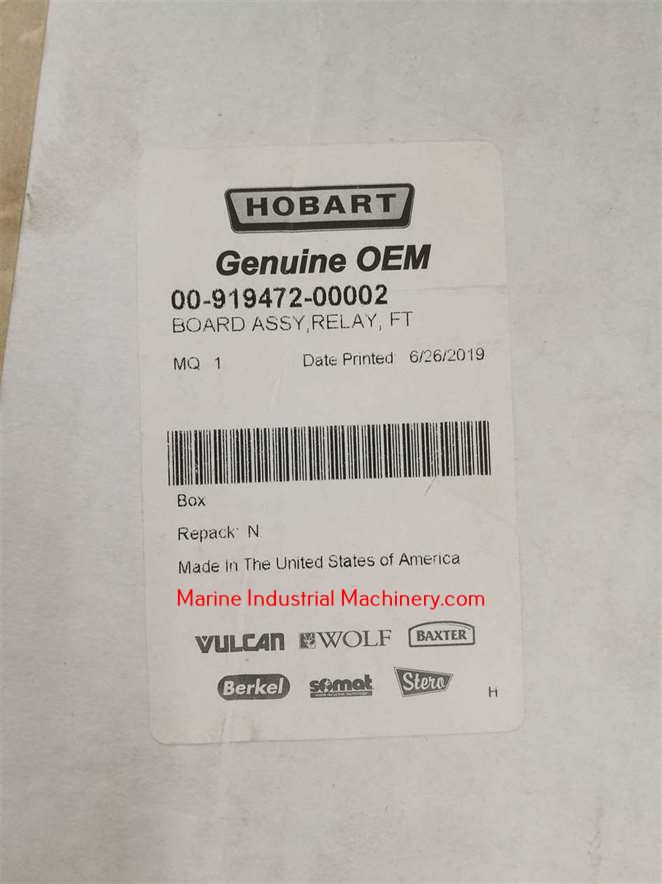 HOBART
Genuine OEM
00-919472-00002
BOARD ASSY,RELAY, FT
MQ 1 Date Printed 6/26/2019
Box
Repack: N
Made In The United States of America
Marine Industrial Machinery.com
VULCAN WOLF BAXTER
Berkel somat Stero
H